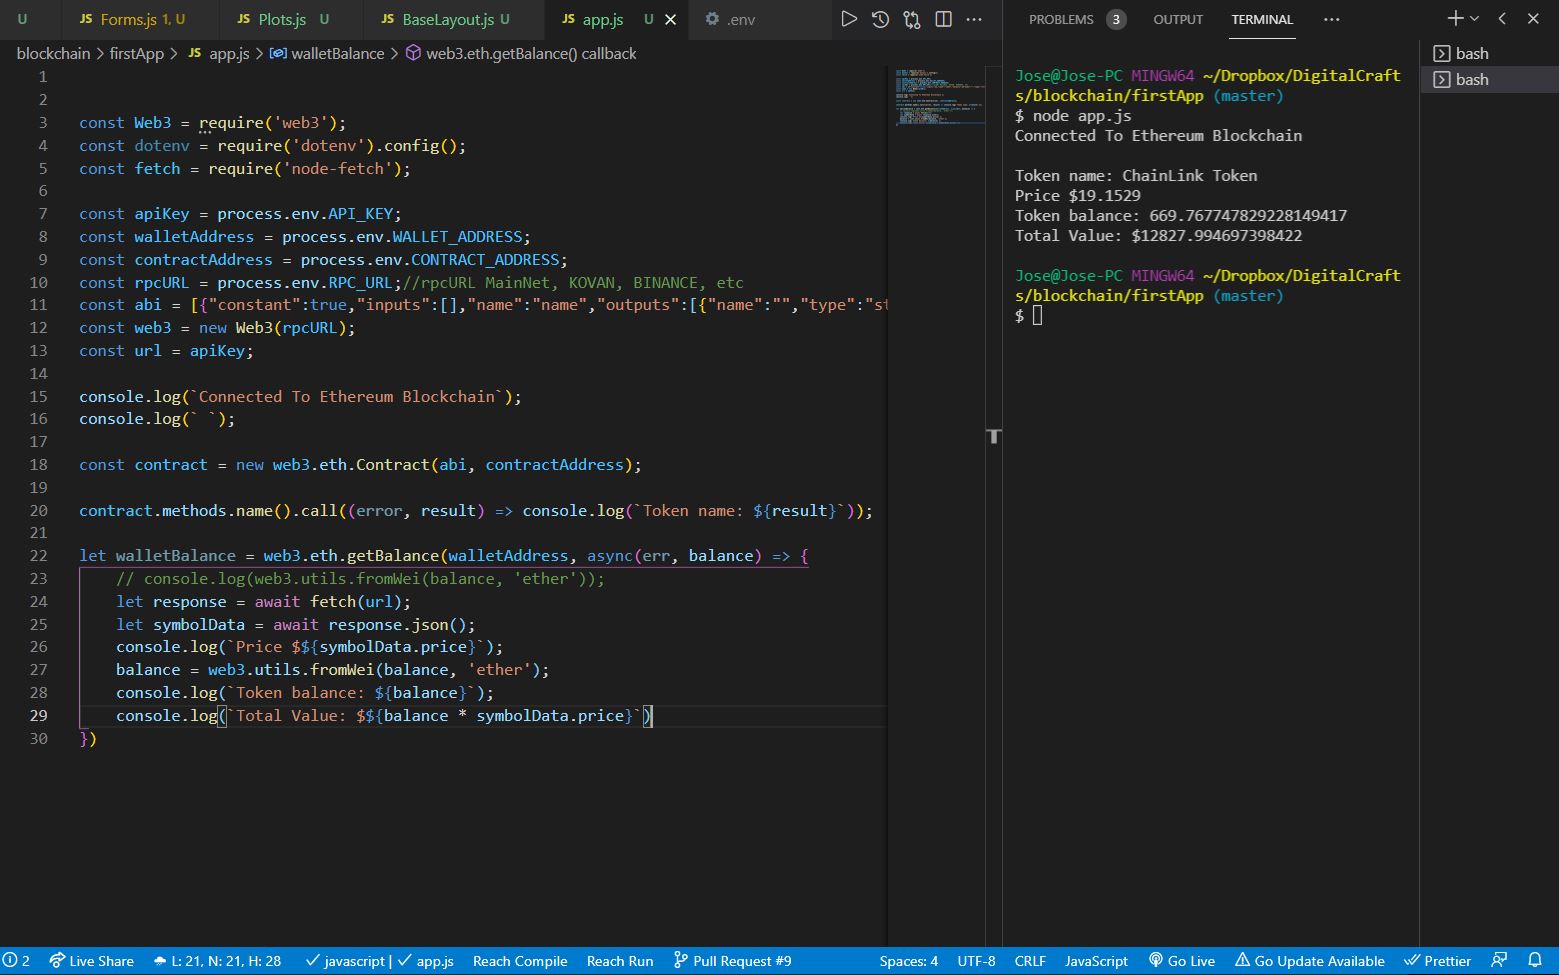 U JS Forms.js 1, U JS Plots.js U JS BaseLayout.js U JS app.js U .env
blockchain > firstApp > JS app.js > walletBalance > web3.eth.getBalance() callback
1
2
3 const Web3 = require('web3');
4 const dotenv = require('dotenv').config();
5 const fetch = require('node-fetch');
6
7 const apiKey = process.env.API_KEY;
8 const walletAddress = process.env.WALLET_ADDRESS;
9 const contractAddress = process.env.CONTRACT_ADDRESS;
10 const rpcURL = process.env.RPC_URL;//rpcURL MainNet, KOVAN, BINANCE, etc
11 const abi = [{"constant":true,"inputs":[],"name":"name","outputs":[{"name":"","type":"st
12 const web3 = new Web3(rpcURL);
13 const url = apiKey;
14
15 console.log(`Connected To Ethereum Blockchain`);
16 console.log(` `);
17
18 const contract = new web3.eth.Contract(abi, contractAddress);
19
20 contract.methods.name().call((error, result) => console.log(`Token name: ${result}`));
21
22 let walletBalance = web3.eth.getBalance(walletAddress, async(err, balance) => {
23 // console.log(web3.utils.fromWei(balance, 'ether'));
24 let response = await fetch(url);
25 let symbolData = await response.json();
26 console.log(`Price $${symbolData.price}`);
27 balance = web3.utils.fromWei(balance, 'ether');
28 console.log(`Token balance: ${balance}`);
29 console.log(`Total Value: $${balance * symbolData.price}`)
30 })
PROBLEMS 3 OUTPUT TERMINAL
Jose@Jose-PC MINGW64 ~/Dropbox/DigitalCraft
s/blockchain/firstApp (master)
$ node app.js
Connected To Ethereum Blockchain
Token name: ChainLink Token
Price $19.1529
Token balance: 669.767747829228149417
Total Value: $12827.994697398422
Jose@Jose-PC MINGW64 ~/Dropbox/DigitalCraft
s/blockchain/firstApp (master)
$
bash
bash
2 Live Share L: 21, N: 21, H: 28 javascript | app.js Reach Compile Reach Run Pull Request #9 Spaces: 4 UTF-8 CRLF JavaScript Go Live Go Update Available Prettier